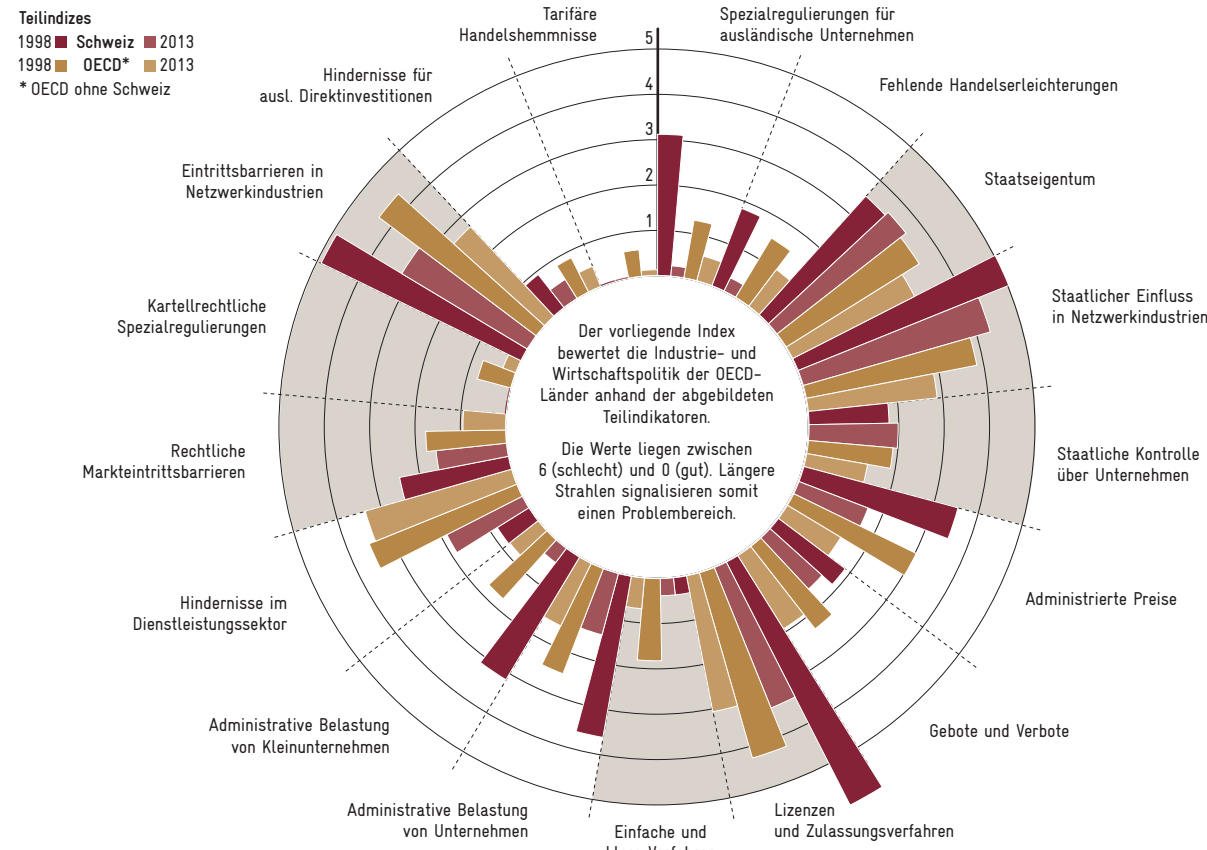 Teilindizes
1998 Schweiz 2013
1998 OECD* 2013
* OECD ohne Schweiz
Tarifäre
Handelshemmnisse
Spezialregulierungen für
ausländische Unternehmen
Fehlende Handelserleichterungen
Staatseigentum
Staatlicher Einfluss
in Netzwerkindustrien
Staatliche Kontrolle
über Unternehmen
Administrierte Preise
Gebote und Verbote
Lizenzen
und Zulassungsverfahren
Einfache und
Administrative Belastung
von Unternehmen
Administrative Belastung
von Kleinunternehmen
Hindernisse im
Dienstleistungssektor
Rechtliche
Markteintrittsbarrieren
Kartellrechtliche
Spezialregulierungen
Eintrittsbarrieren in
Netzwerkindustrien
Hindernisse für
ausl. Direktinvestitionen
5
4
3
2
1
Der vorliegende Index
bewertet die Industrie- und
Wirtschaftspolitik der OECD-
Länder anhand der abgebildeten
Teilindikatoren.
Die Werte liegen zwischen
6 (schlecht) und 0 (gut). Längere
Strahlen signalisieren somit
einen Problembereich.